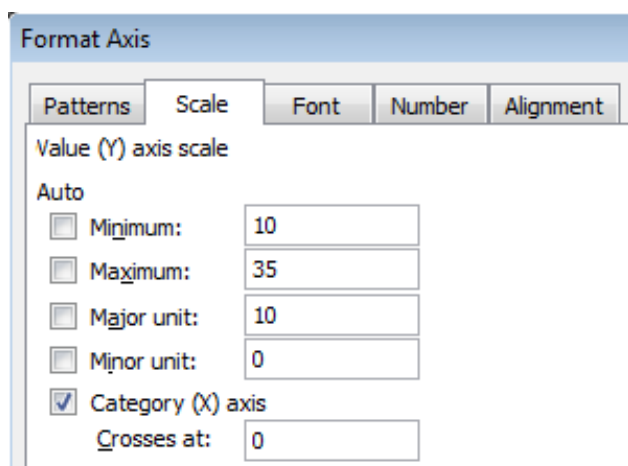 Format Axis
Patterns Scale Font Number Alignment
Value (Y) axis scale
Auto
Minimum: 10
Maximum: 35
Major unit: 10
Minor unit: 0
Category (X) axis
Crosses at: 0